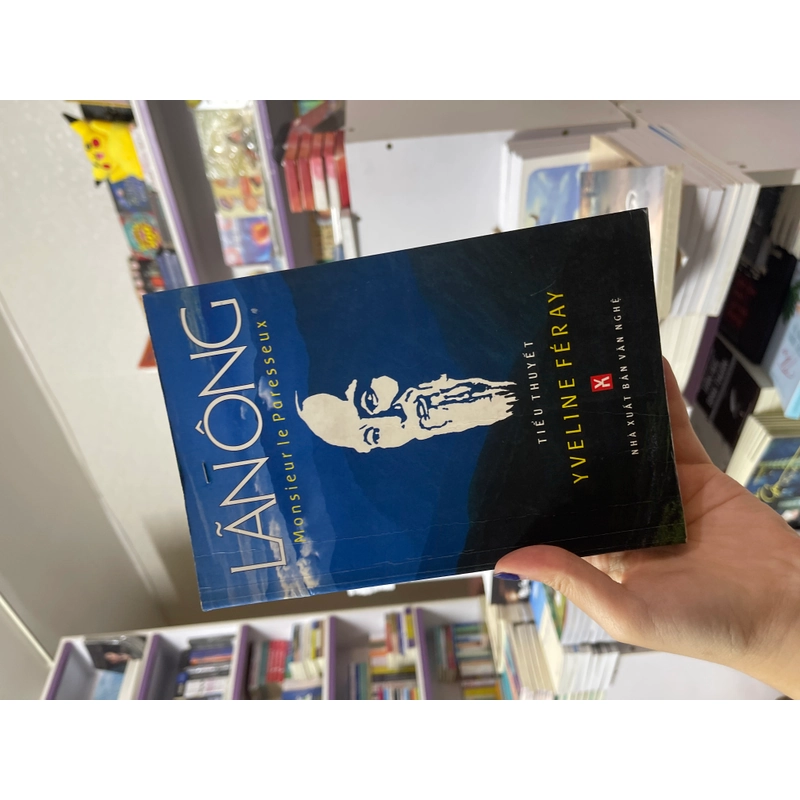 LÃN ÔNG
Monsieur le Paresseux
TIỂU THUYẾT
YVELINE FÉRAY
NHÀ XUẤT BẢN VĂN NGHỆ